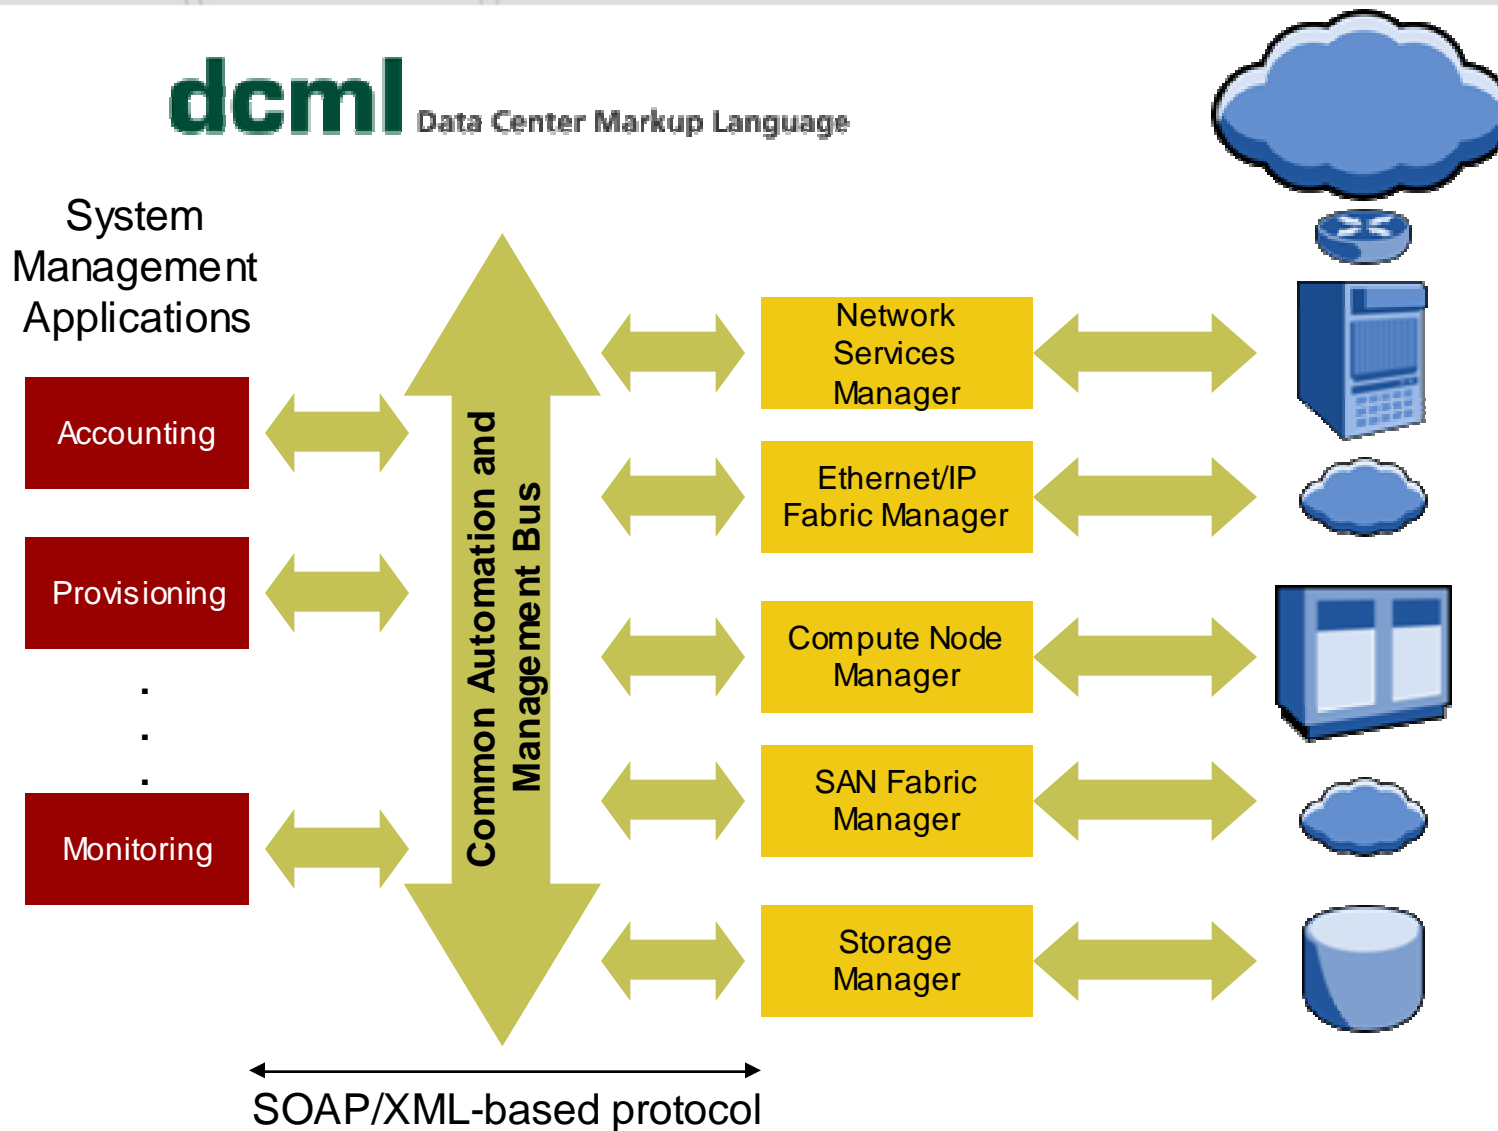 dcml Data Center Markup Language
System
Management
Applications
Accounting
Provisioning
.
.
.
Monitoring
Common Automation and
Management Bus
Network
Services
Manager
Ethernet/IP
Fabric Manager
Compute Node
Manager
SAN Fabric
Manager
Storage
Manager
SOAP/XML-based protocol